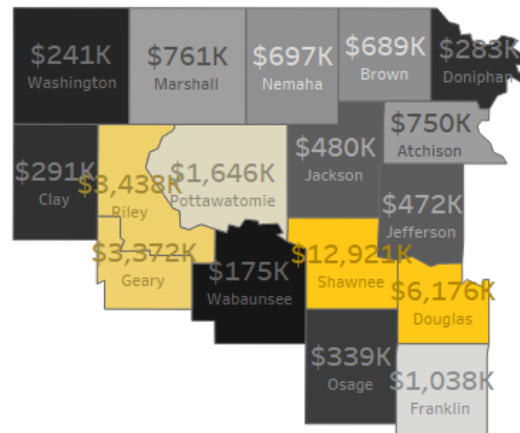 $241K
Washington
$761K
Marshall
$697K
Nemaha
$689K
Brown
$283K
Doniphan
$750K
Atchison
$291K
Clay
$3,438K
Riley
$1,646K
Pottawatomie
$480K
Jackson
$472K
Jefferson
$3,372K
Geary
$175K
Wabaunsee
$12,921K
Shawnee
$6,176K
Douglas
$339K
Osage
$1,038K
Franklin